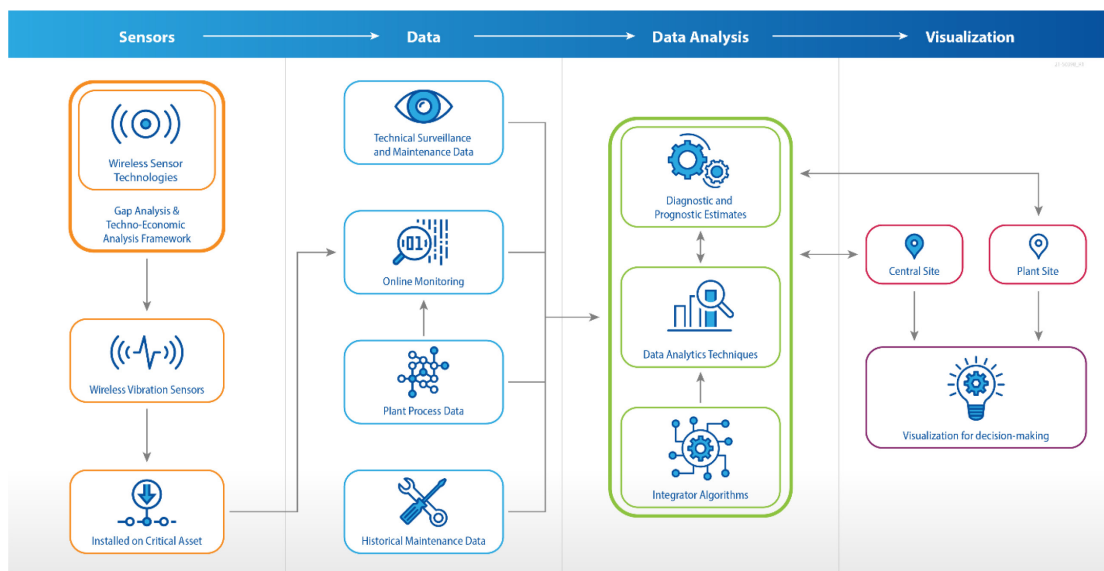 Sensors
Data
Data Analysis
Visualization
Wireless Sensor
Technologies
Gap Analysis &
Techno-Economic
Analysis Framework
Wireless Vibration Sensors
Installed on Critical Asset
Technical Surveillance
and Maintenance Data
01
Online Monitoring
Plant Process Data
Historical Maintenance Data
Diagnostic and
Prognostic Estimates
Data Analytics Techniques
Integrator Algorithms
Central Site
Plant Site
Visualization for decision-making